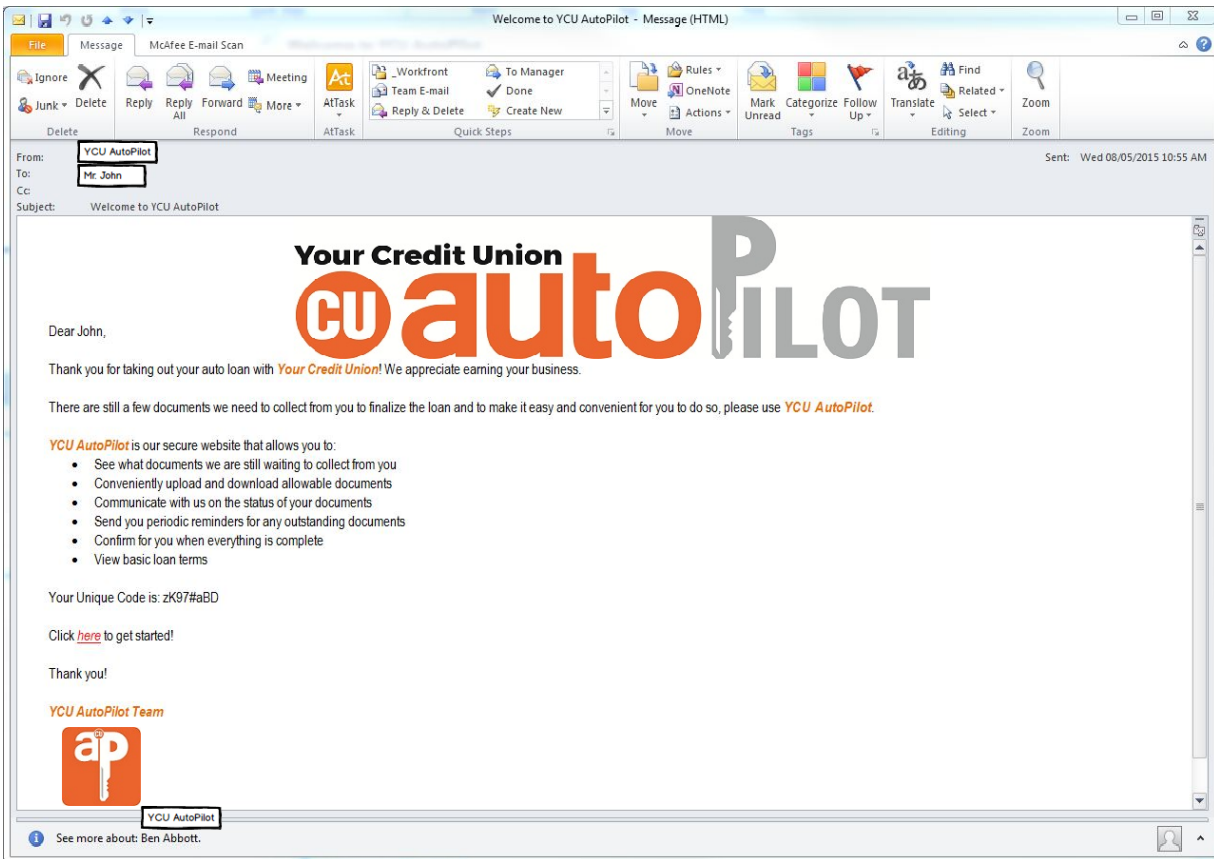 Welcome to YCU AutoPilot - Message (HTML)
File Message McAfee E-mail Scan
Ignore
Junk
Delete
Reply
Reply All
Forward
Meeting
More
AtTask
_Workfront
Team E-mail
Reply & Delete
To Manager
Done
Create New
Move
Rules
OneNote
Actions
Mark Unread
Categorize
Follow Up
Translate
Find
Related
Select
Zoom
Delete Respond AtTask Quick Steps Move Tags Editing Zoom
From: YCU AutoPilot Sent: Wed 08/05/2015 10:55 AM
To: Mr. John
Cc:
Subject: Welcome to YCU AutoPilot
Your Credit Union
CU auto PILOT
Dear John,
Thank you for taking out your auto loan with Your Credit Union! We appreciate earning your business.
There are still a few documents we need to collect from you to finalize the loan and to make it easy and convenient for you to do so, please use YCU AutoPilot.
YCU AutoPilot is our secure website that allows you to:
• See what documents we are still waiting to collect from you
• Conveniently upload and download allowable documents
• Communicate with us on the status of your documents
• Send you periodic reminders for any outstanding documents
• Confirm for you when everything is complete
• View basic loan terms
Your Unique Code is: zK97#aBD
Click here to get started!
Thank you!
YCU AutoPilot Team
cu
ap
YCU AutoPilot
See more about: Ben Abbott.